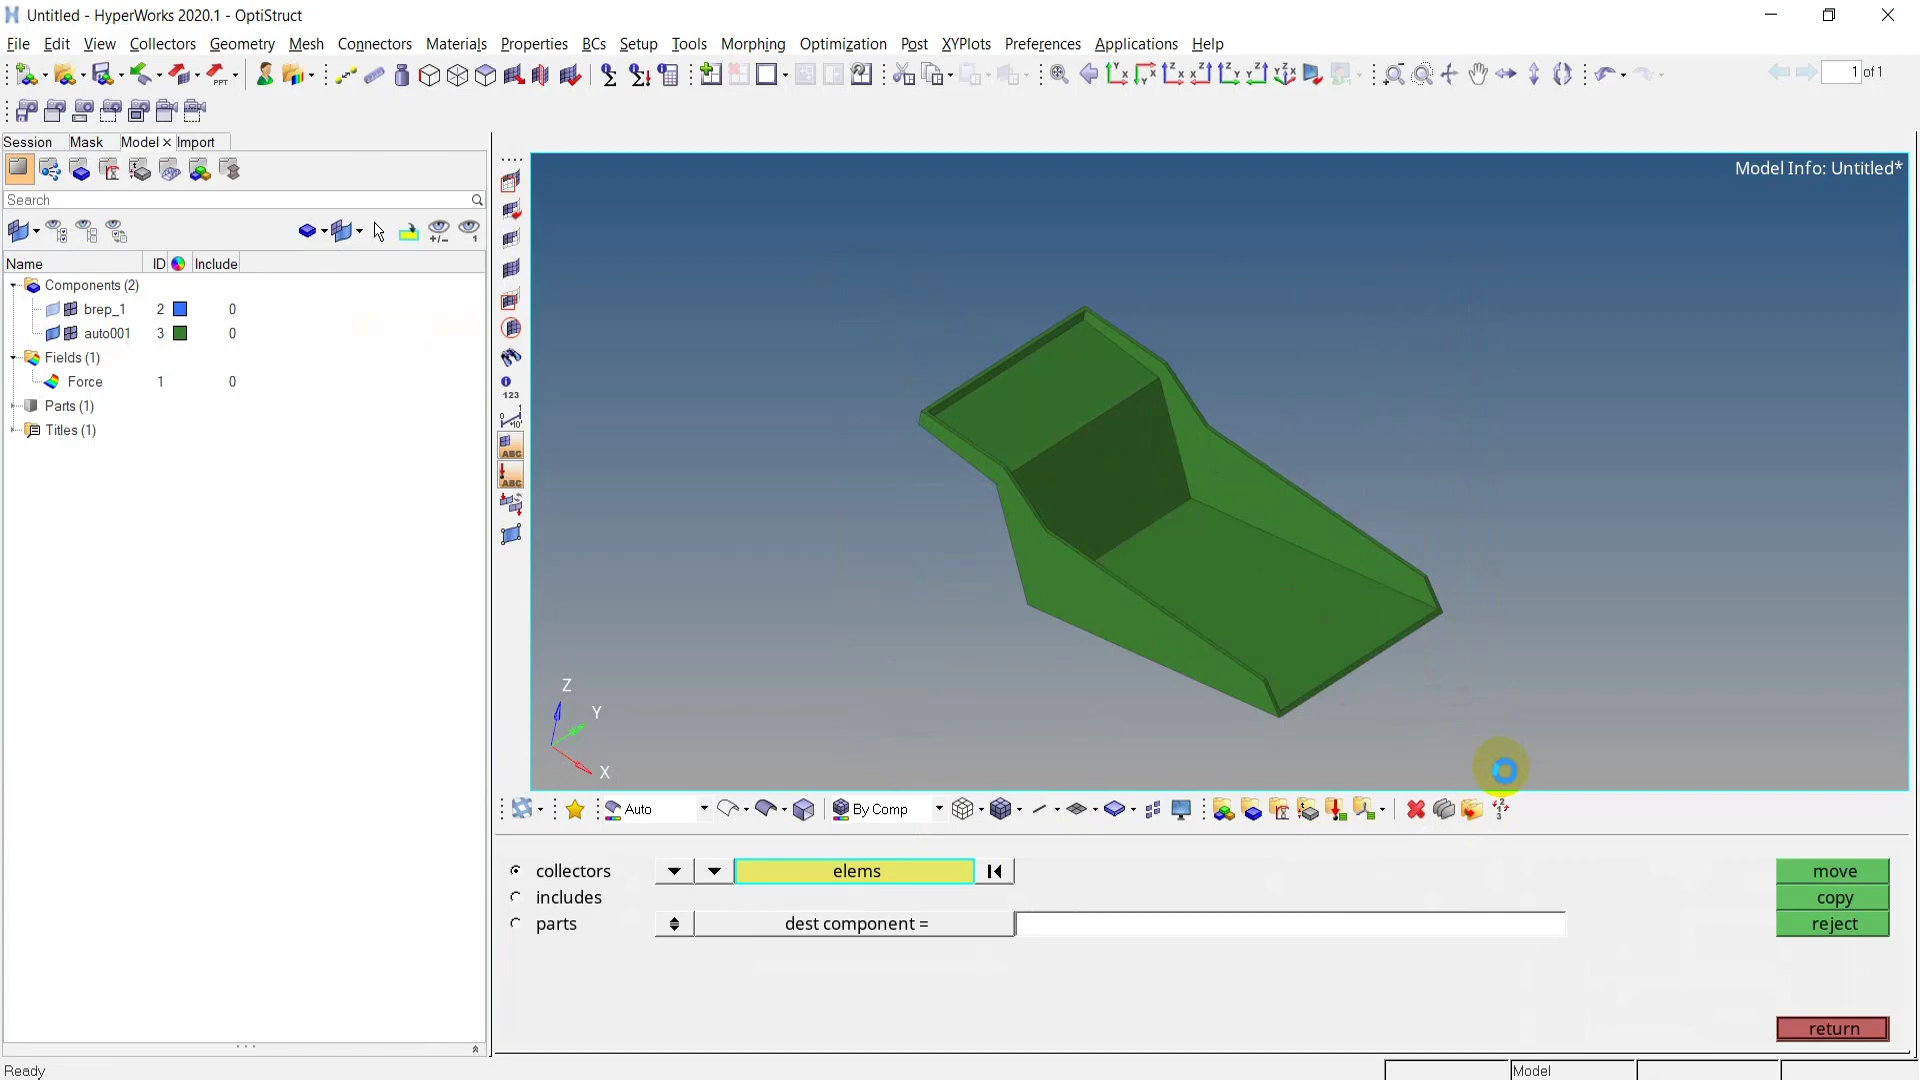 Untitled - HyperWorks 2020.1 - OptiStruct
File Edit View Collectors Geometry Mesh Connectors Materials Properties BCs Setup Tools Morphing Optimization Post XYPlots Preferences Applications Help
1 of 1
Session Mask Model × Import
Search
Name ID Include
Components (2)
brep_1 2 0
auto001 3 0
Fields (1)
Force 1 0
Parts (1)
Titles (1)
123
ABC
ABC
Model Info: Untitled*
Z
Y
X
Auto By Comp
collectors elems move
includes copy
parts dest component = reject
return
Ready Model